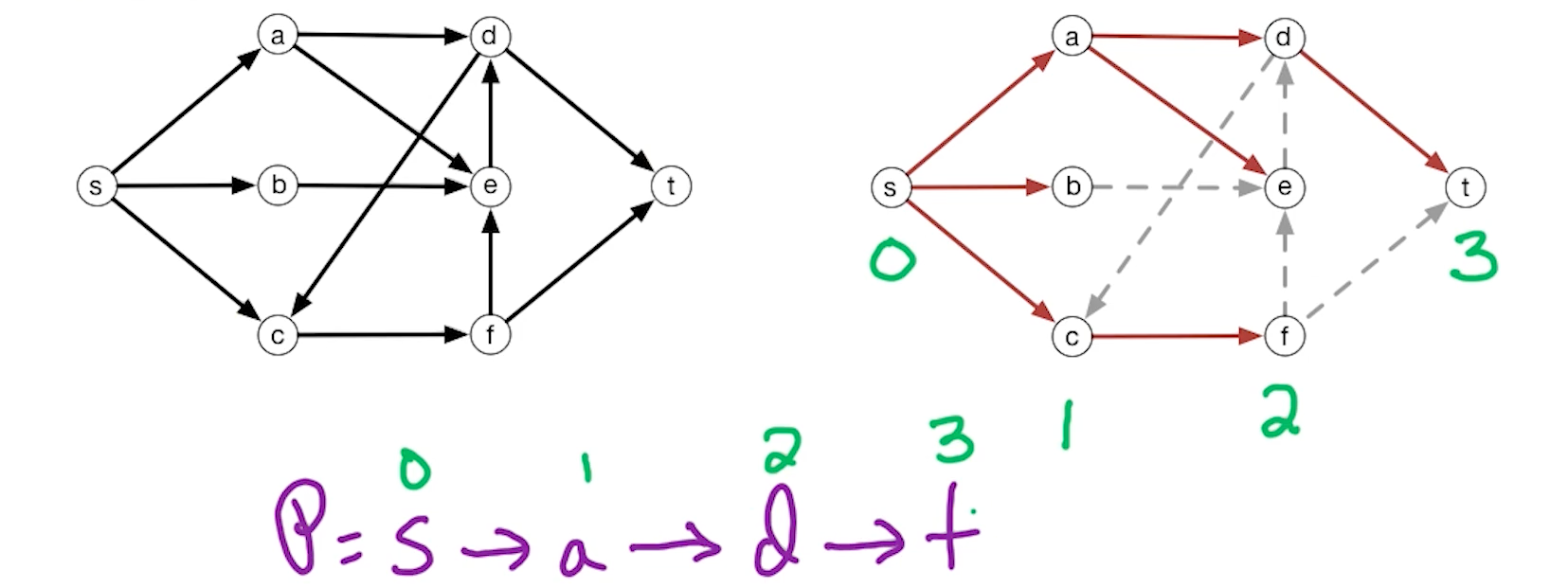 a d a d
s b e t s b e t
0 3
c f c f
1 2
0 1 2 3
P = s → a → d → t